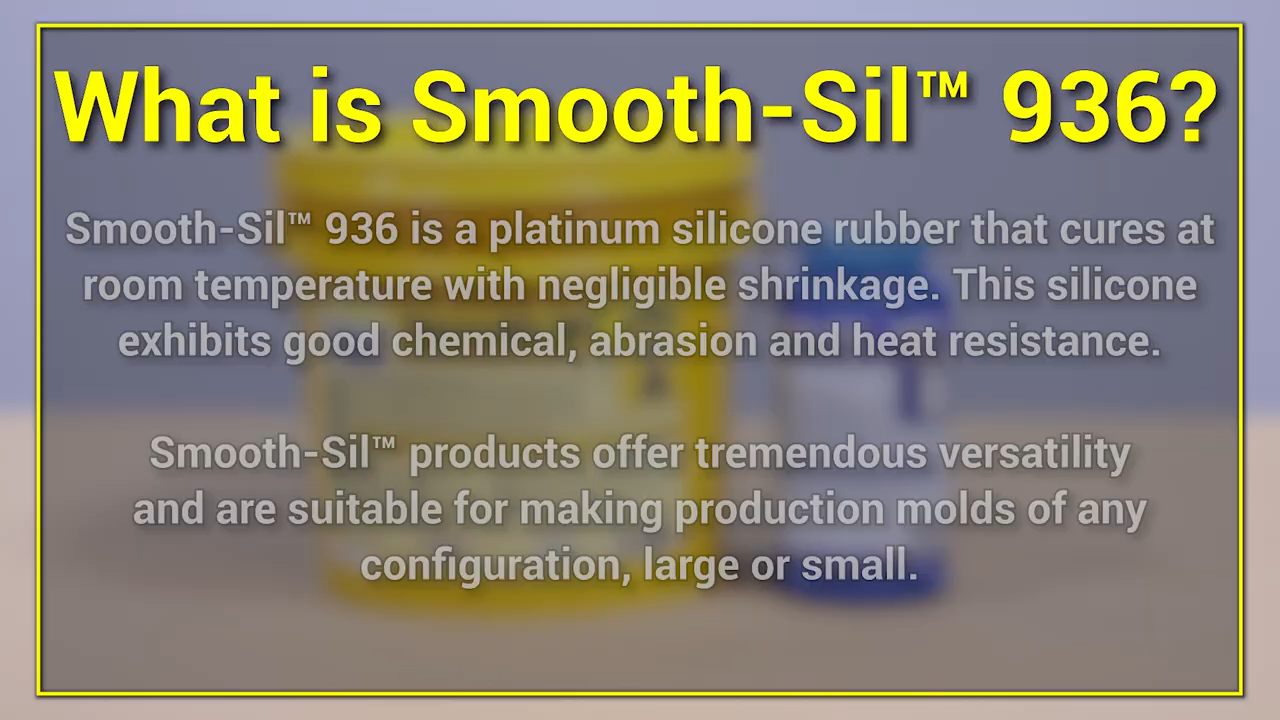 What is Smooth-Sil™ 936?
Smooth-Sil™ 936 is a platinum silicone rubber that cures at
room temperature with negligible shrinkage. This silicone
exhibits good chemical, abrasion and heat resistance.
Smooth-Sil™ products offer tremendous versatility
and are suitable for making production molds of any
configuration, large or small.